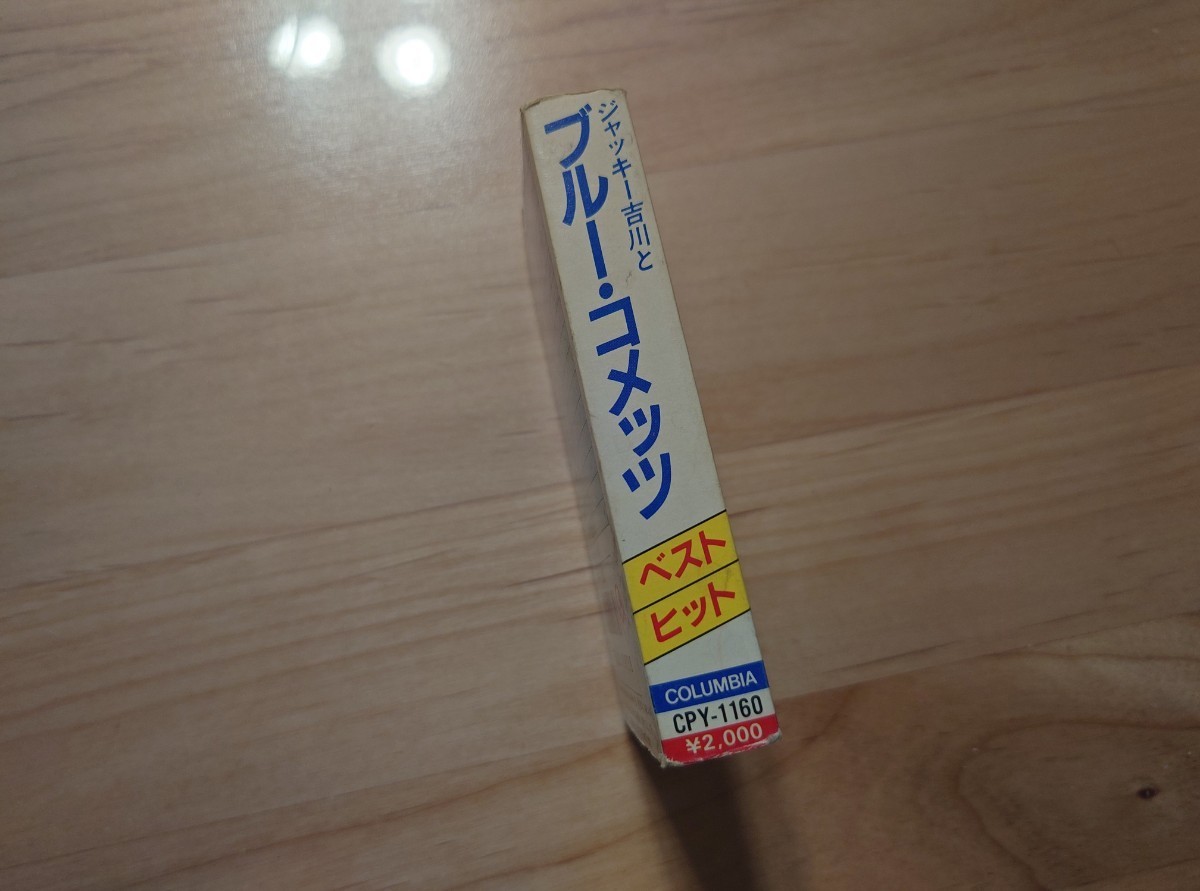 ジャッキー吉川と
ブルー・コメッツ
ベスト
ヒット
COLUMBIA
CPY-1160
¥2,000